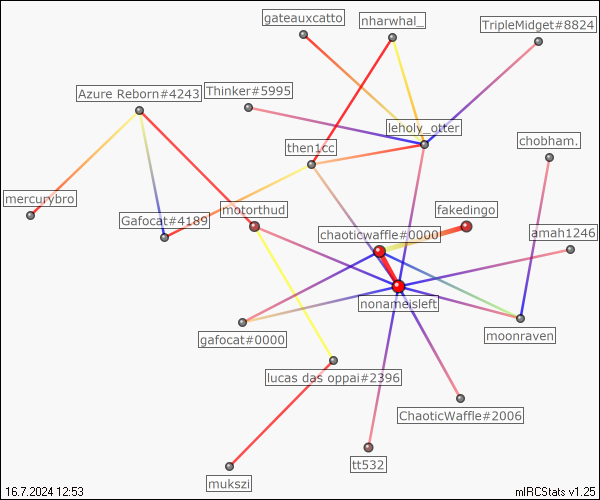 gateauxcatto
nharwhal_
TripleMidget#8824
Azure Reborn#4243
Thinker#5995
leholy_otter
chobham.
then1cc
mercurybro
Gafocat#4189
motorthud
fakedingo
chaoticwaffle#0000
amah1246
nonameisleft
gafocat#0000
moonraven
lucas das oppai#2396
ChaoticWaffle#2006
tt532
mukszi
16.7.2024 12:53
mIRCStats v1.25